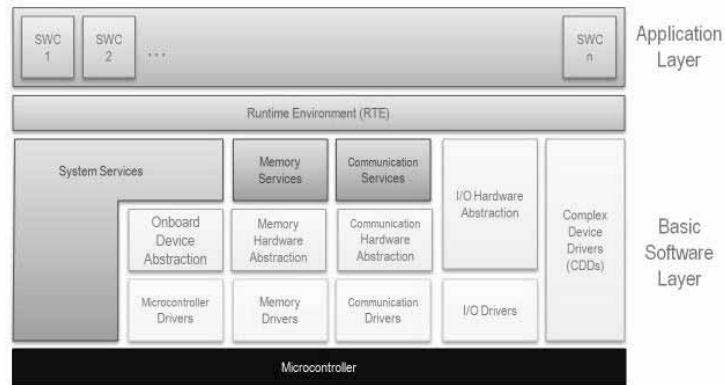 SWC
1
SWC
2
...
SWC
n
Application
Layer
Runtime Environment (RTE)
System Services
Memory
Services
Communication
Services
I/O Hardware
Abstraction
Complex
Device
Drivers
(CDDs)
Onboard
Device
Abstraction
Memory
Hardware
Abstraction
Communication
Hardware
Abstraction
Basic
Software
Layer
Microcontroller
Drivers
Memory
Drivers
Communication
Drivers
I/O Drivers
Microcontroller